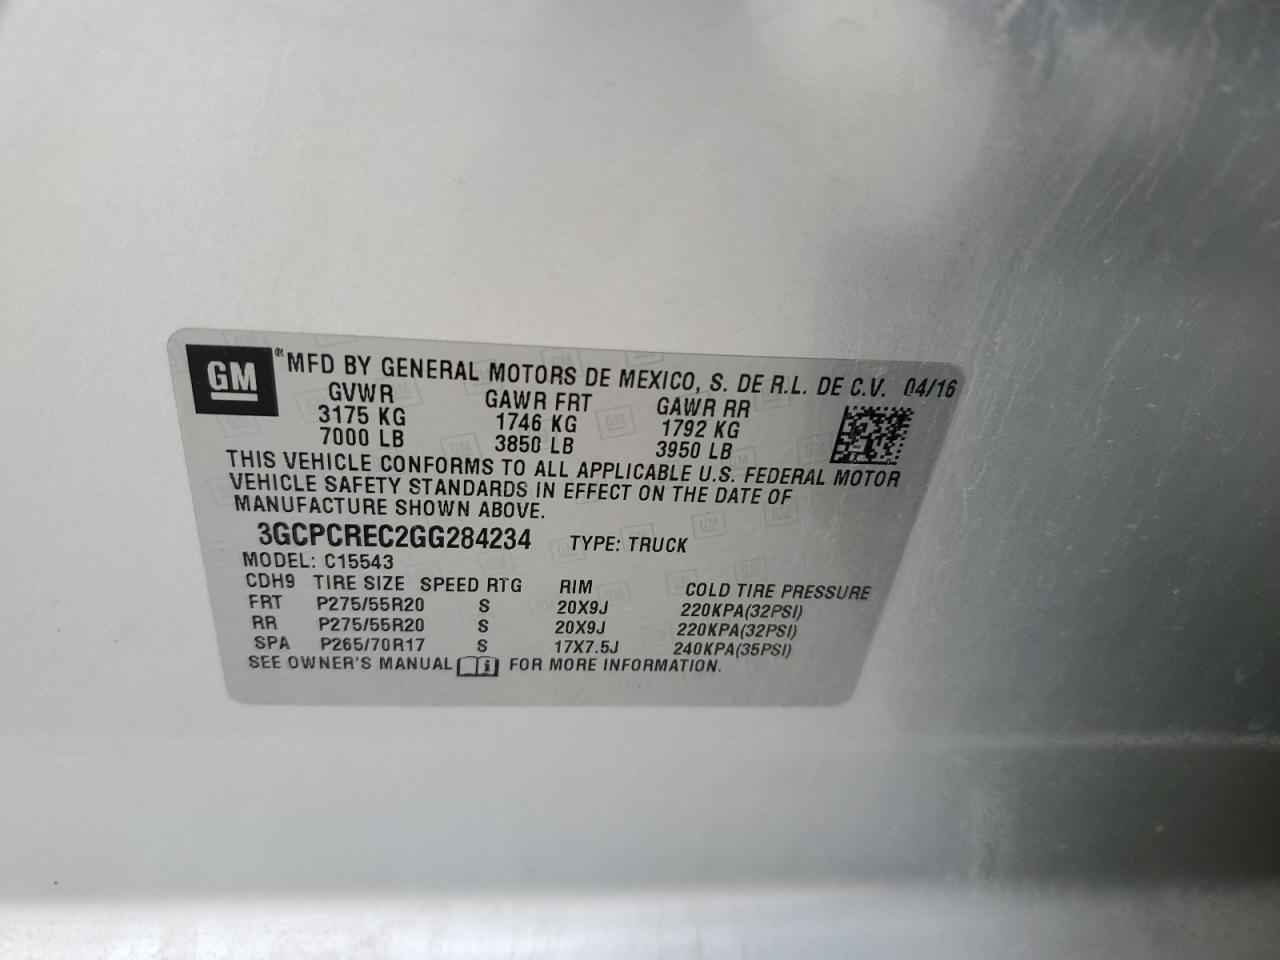 GM
® MFD BY GENERAL MOTORS DE MEXICO, S. DE R.L. DE C.V. 04/16
GVWR GAWR FRT GAWR RR
3175 KG 1746 KG 1792 KG
7000 LB 3850 LB 3950 LB
THIS VEHICLE CONFORMS TO ALL APPLICABLE U.S. FEDERAL MOTOR
VEHICLE SAFETY STANDARDS IN EFFECT ON THE DATE OF
MANUFACTURE SHOWN ABOVE.
3GCPCREC2GG284234 TYPE: TRUCK
MODEL: C15543
CDH9 TIRE SIZE SPEED RTG RIM COLD TIRE PRESSURE
FRT P275/55R20 S 20X9J 220KPA(32PSI)
RR P275/55R20 S 20X9J 220KPA(32PSI)
SPA P265/70R17 S 17X7.5J 240KPA(35PSI)
SEE OWNER'S MANUAL i FOR MORE INFORMATION.